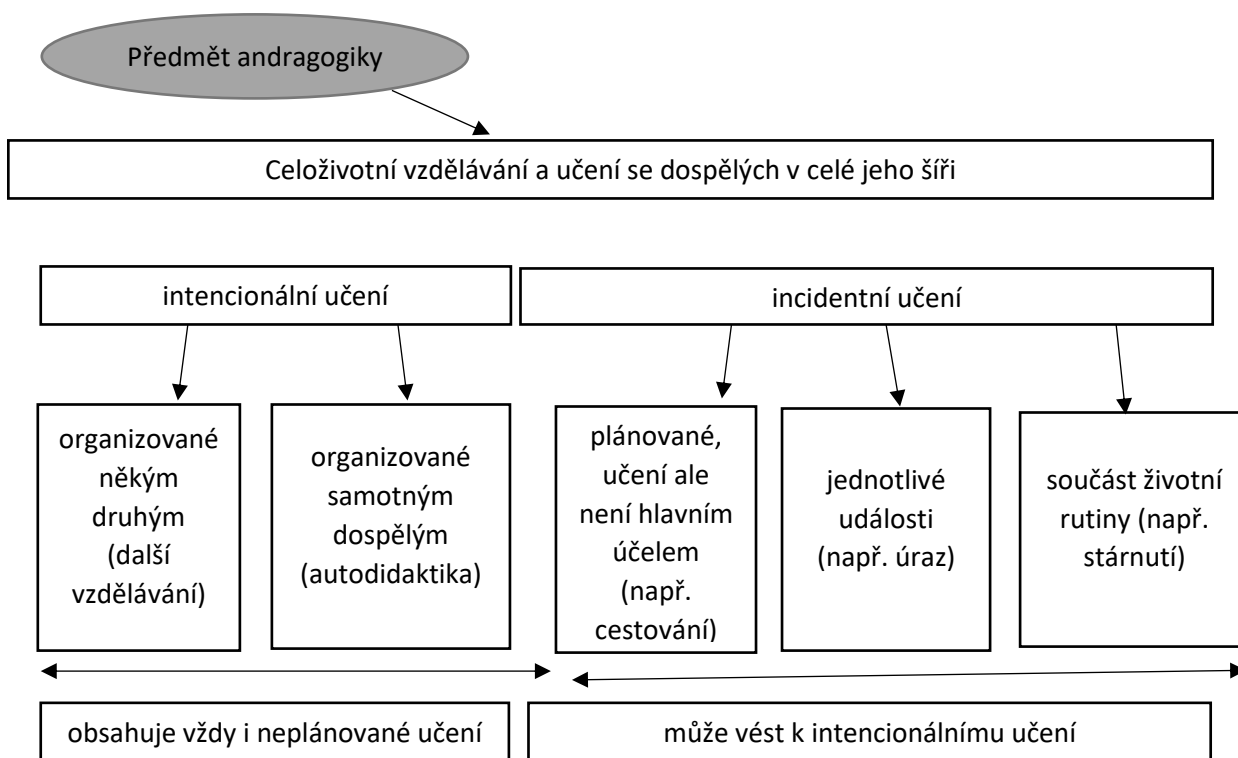 Předmět andragogiky
Celoživotní vzdělávání a učení se dospělých v celé jeho šíři
intencionální učení
incidentní učení
organizované
někým
druhým
(další
vzdělávání)
organizované
samotným
dospělým
(autodidaktika)
plánované,
učení ale
není hlavním
účelem
(např.
cestování)
jednotlivé
události
(např. úraz)
součást životní
rutiny (např.
stárnutí)
obsahuje vždy i neplánované učení
může vést k intencionálnímu učení